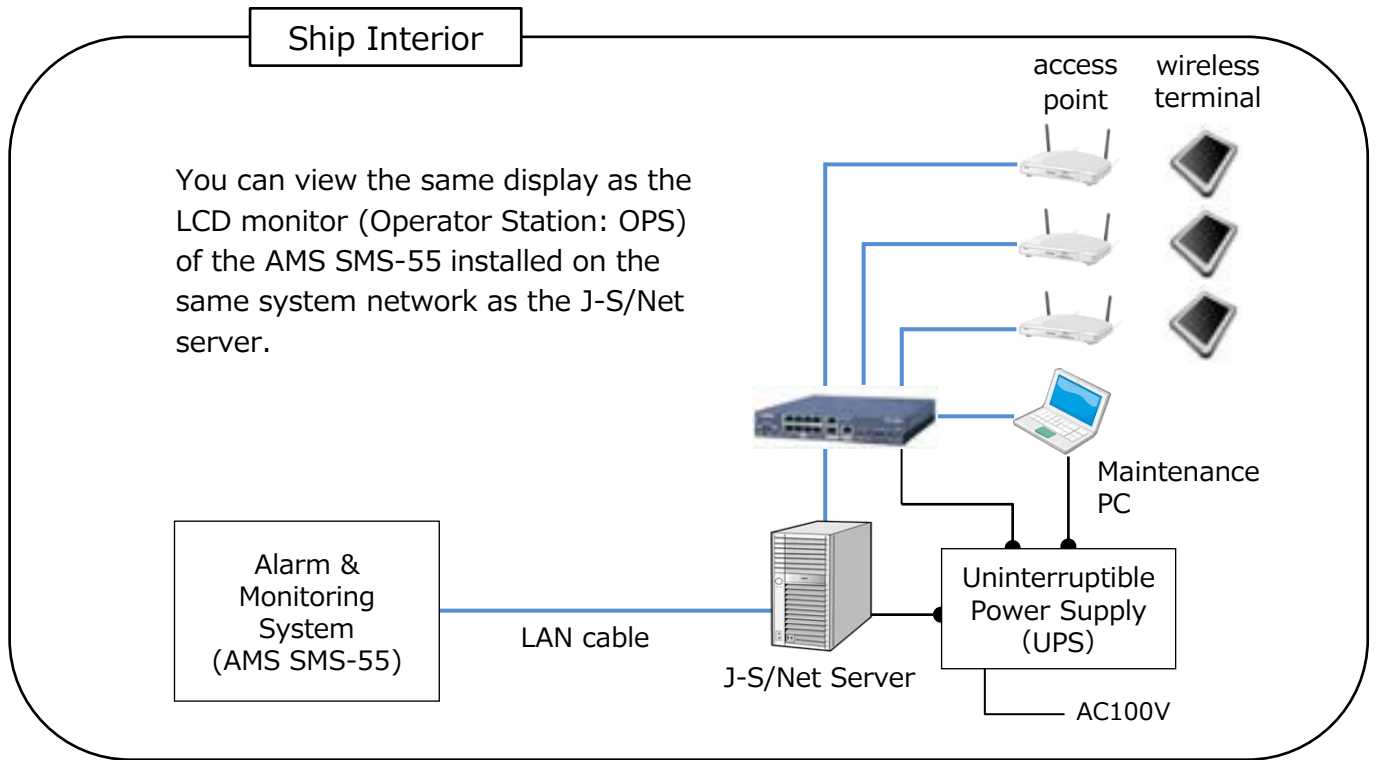 Ship Interior
access
point
wireless
terminal
You can view the same display as the
LCD monitor (Operator Station: OPS)
of the AMS SMS-55 installed on the
same system network as the J-S/Net
server.
Maintenance
PC
Alarm &
Monitoring
System
(AMS SMS-55)
LAN cable
J-S/Net Server
Uninterruptible
Power Supply
(UPS)
AC100V